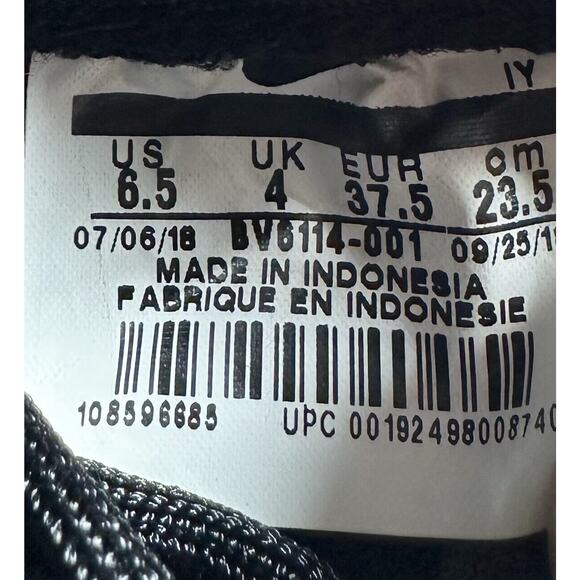 IY
US UK EUR cm
6.5 4 37.5 23.5
07/06/18 BV6114-001 09/25/1
MADE IN INDONESIA
FABRIQUE EN INDONESIE
108596685 UPC 00192498008740